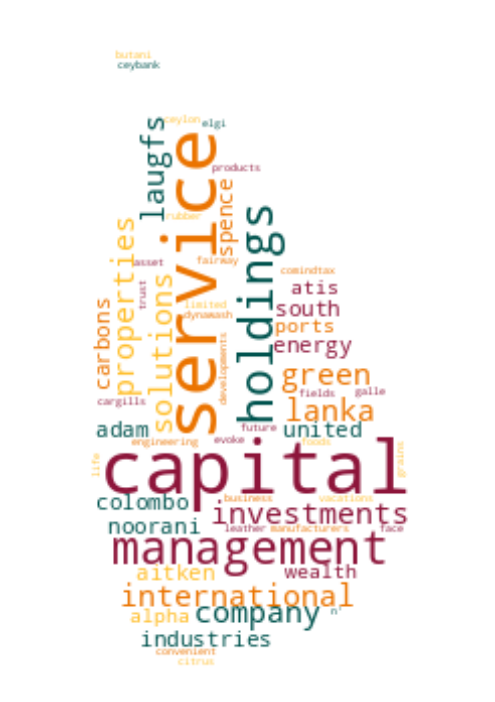 butani
ceybank
ceylon
elgi
laugfs
service
products
spence
holdings
rubber
properties
asset
fairway
comindtax
trust
atis
solutions
carbons
limited
south
dynawash
ports
energy
developments
green
fields
galle
cargills
lanka
adam
future
united
engineering
evoke
foods
capital
life
grains
colombo
business
vacations
investments
noorani
leather
manufacturers
face
management
aitken
wealth
international
alpha
company
n'
industries
convenient
citrus